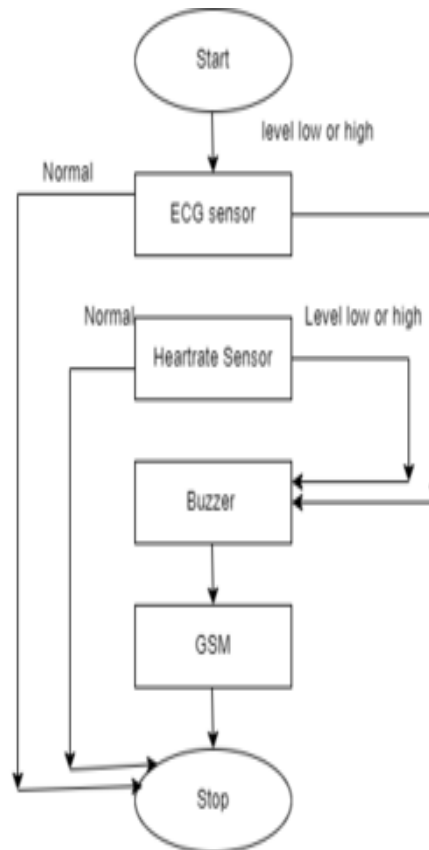 Start
level low or high
Normal
ECG sensor
Normal
Level low or high
Heartrate Sensor
Buzzer
GSM
Stop